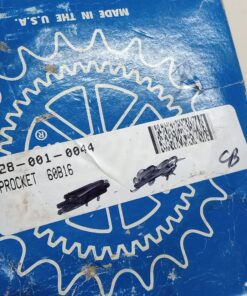 MADE IN THE U.S.A
®
28-001-0044
PROCKET 60B16
CB